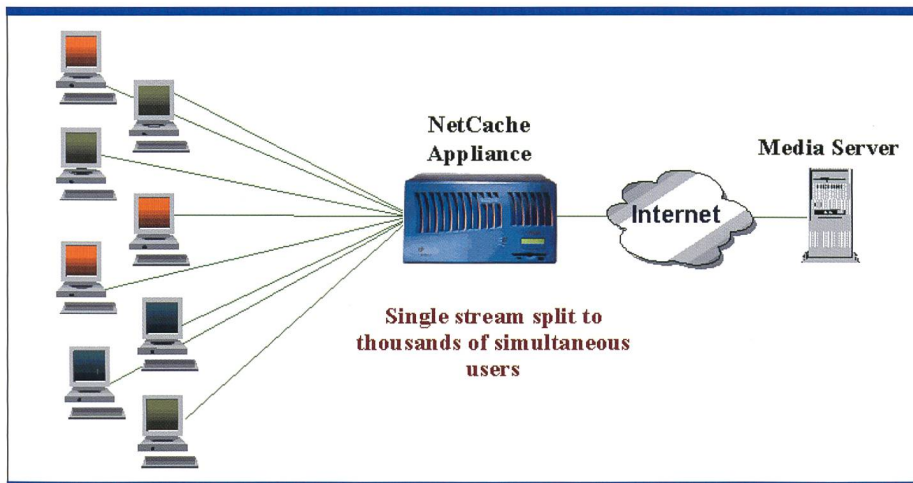 NetCache
Appliance
Media Server
Internet
Single stream split to
thousands of simultaneous
users